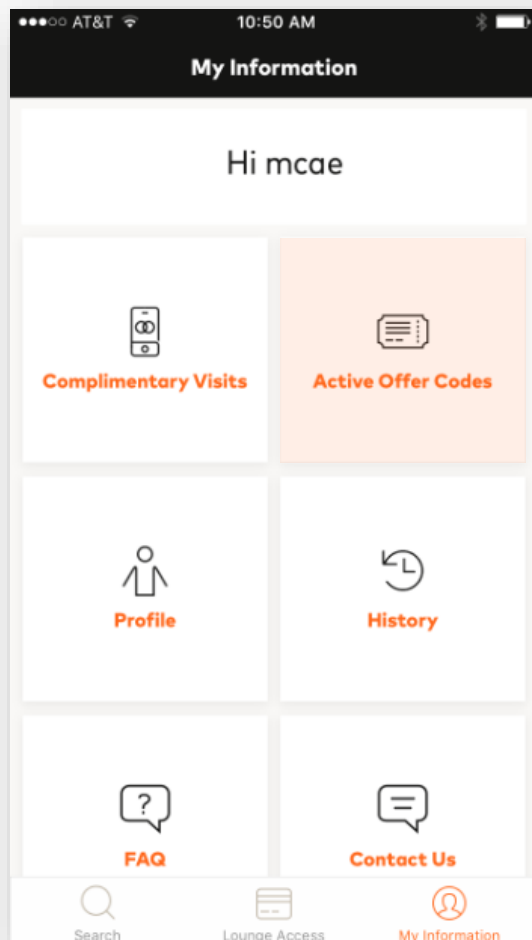 AT&T 10:50 AM
My Information
Hi mcae
Complimentary Visits Active Offer Codes
Profile History
?
FAQ Contact Us
Search Lounge Access My Information